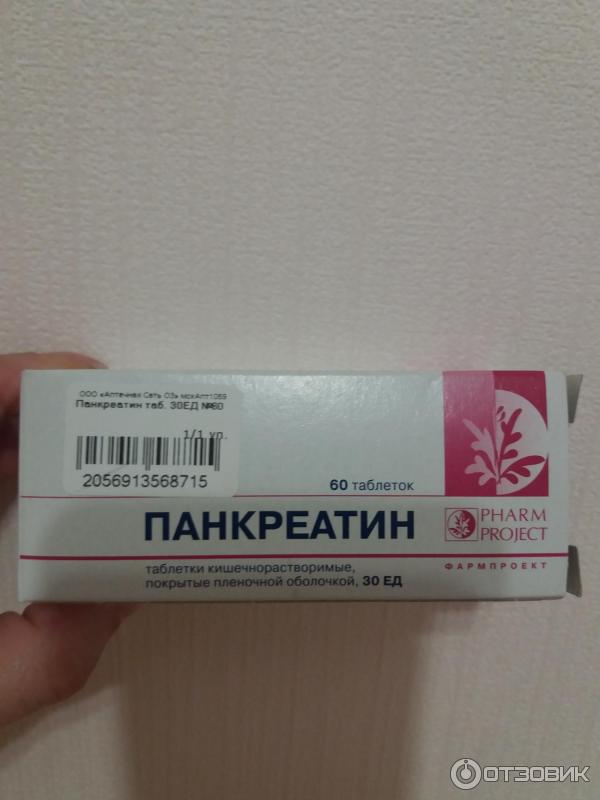 ООО «Аптечная Сеть О3» мскАпт1059
Панкреатин таб. 30ЕД №60
1/1 уп.
2056913568715
60 таблеток
ПАНКРЕАТИН
PHARM
PROJECT
ФАРМПРОЕКТ
таблетки кишечнорастворимые,
покрытые пленочной оболочкой, 30 ЕД
ОТЗОВИК